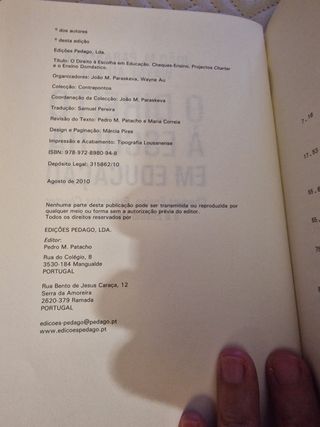 © dos autores
© desta edição
Edições Pedago, Lda.
Título: O Direito à Escolha em Educação. Cheques-Ensino, Projectos Charter
e o Ensino Doméstico.
Organizadores: João M. Paraskeva, Wayne Au
Colecção: Contrapontos
Coordenação da Colecção: João M. Paraskeva
Tradução: Samuel Pereira
Revisão do Texto: Pedro M. Patacho e Maria Correia
Design e Paginação: Márcia Pires
Impressão e Acabamento: Tipografia Lousanense
ISBN: 978-972-8980-94-8
Depósito Legal: 315862/10
Agosto de 2010
Nenhuma parte desta publicação pode ser transmitida ou reproduzida por
qualquer meio ou forma sem a autorização prévia do editor.
Todos os direitos reservados por
EDIÇÕES PEDAGO, LDA.
Editor:
Pedro M. Patacho
Rua do Colégio, 8
3530-184 Mangualde
PORTUGAL
Rua Bento de Jesus Caraça, 12
Serra da Amoreira
2620-379 Ramada
PORTUGAL
edicoes-pedago@pedago.pt
www.edicoespedago.pt